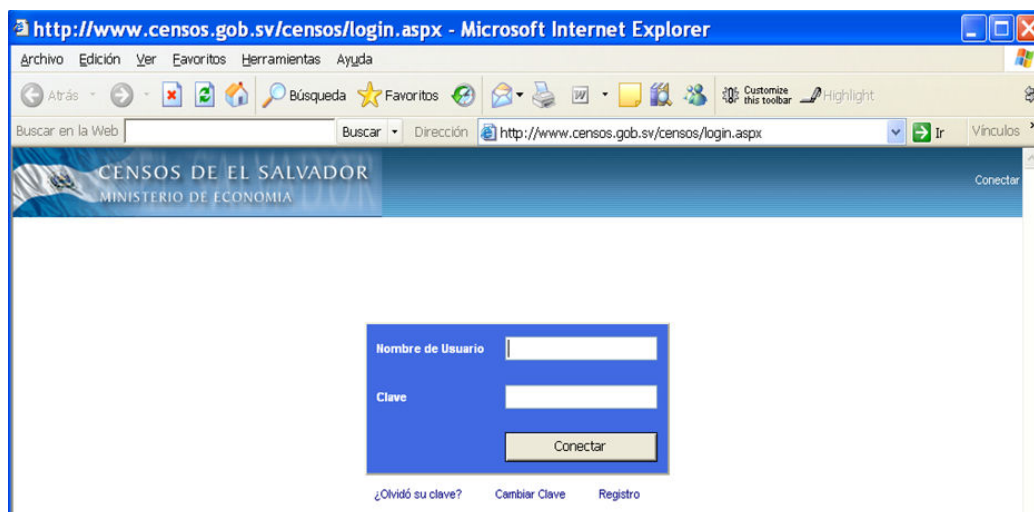 http://www.censos.gob.sv/censos/login.aspx - Microsoft Internet Explorer
Archivo Edición Ver Favoritos Herramientas Ayuda
Atrás Búsqueda Favoritos Customize this toolbar Highlight
Buscar en la Web Buscar Dirección http://www.censos.gob.sv/censos/login.aspx Ir Vínculos
CENSOS DE EL SALVADOR
MINISTERIO DE ECONOMIA
Conectar
Nombre de Usuario
Clave
Conectar
¿Olvidó su clave? Cambiar Clave Registro